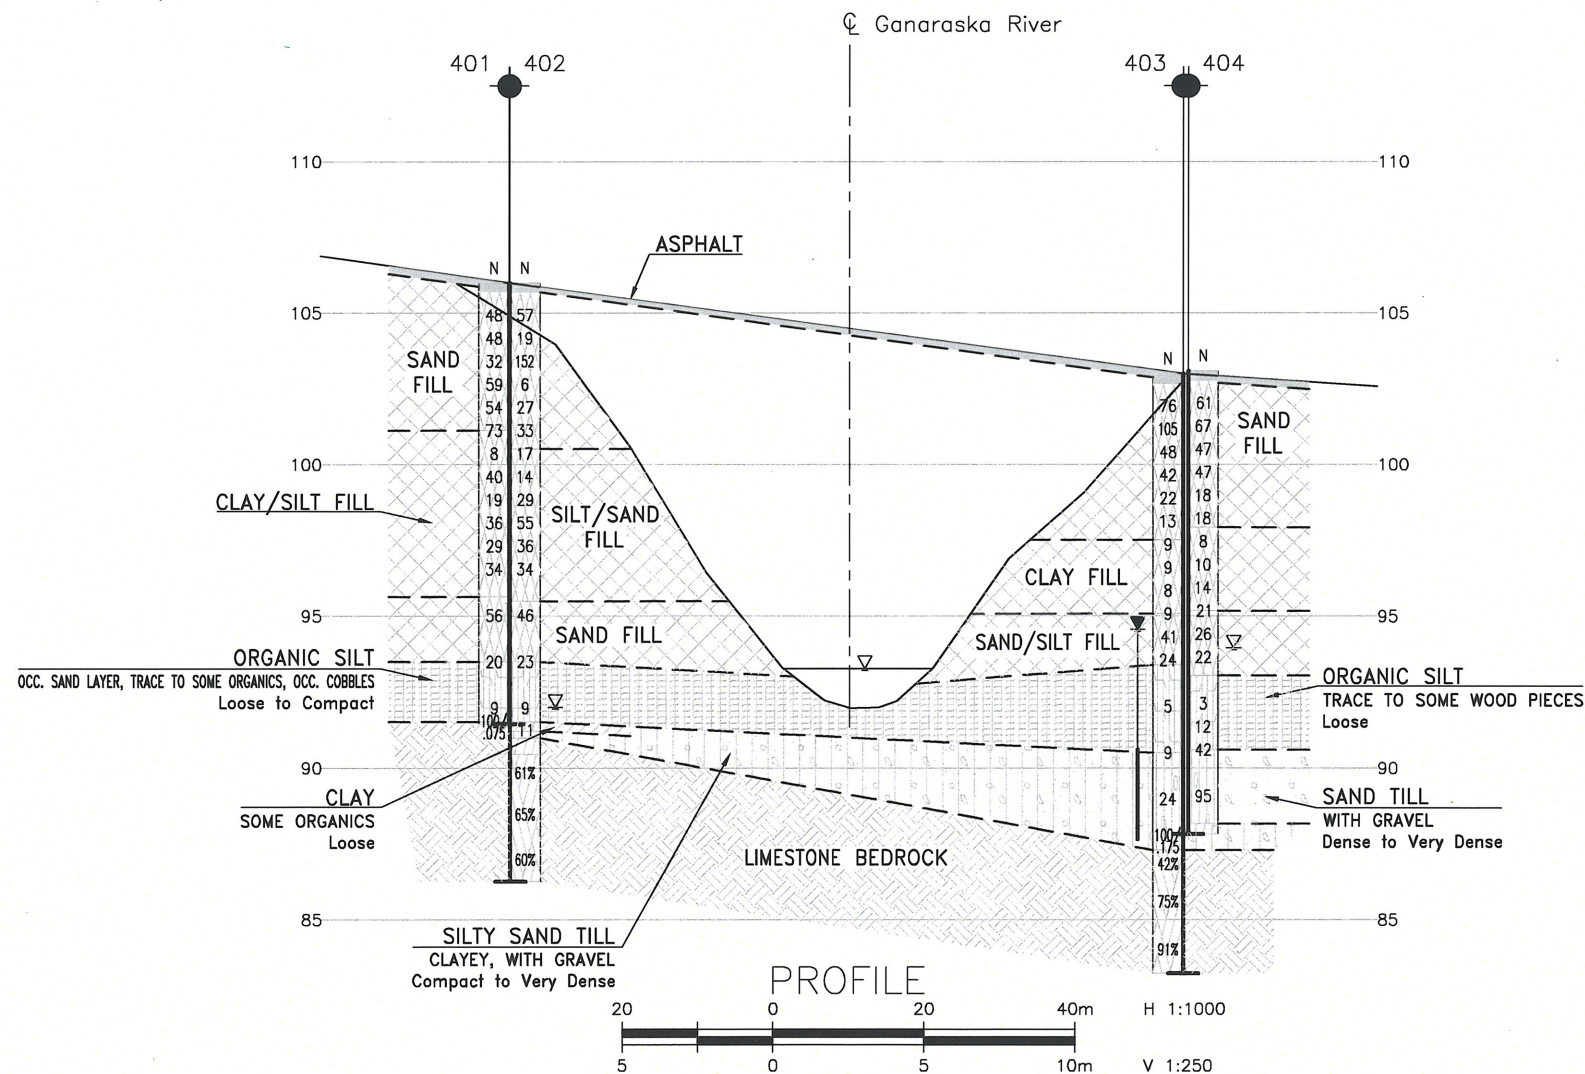 ℄ Ganaraska River
401 402
403 404
110 110
ASPHALT
N N
N N
105 105
100 100
95 95
90 90
85 85
SAND
FILL
CLAY/SILT FILL
ORGANIC SILT
OCC. SAND LAYER, TRACE TO SOME ORGANICS, OCC. COBBLES
Loose to Compact
CLAY
SOME ORGANICS
Loose
48 57
48 19
32 152
59 6
54 27
73 33
8 17
40 14
19 29
36 55
29 36
34 34
56 46
20 23
9 9
100/
.075 T1
61%
65%
60%
SILT/SAND
FILL
SAND FILL
CLAY FILL
SAND/SILT FILL
76 61
105 67
48 47
42 47
22 18
13 18
9 8
9 10
8 14
9 21
41 26
24 22
5 3
12
9 42
24 95
100/
.175
42%
75%
91%
SAND
FILL
ORGANIC SILT
TRACE TO SOME WOOD PIECES
Loose
SAND TILL
WITH GRAVEL
Dense to Very Dense
LIMESTONE BEDROCK
SILTY SAND TILL
CLAYEY, WITH GRAVEL
Compact to Very Dense
PROFILE
20 0 20 40m H 1:1000
5 0 5 10m V 1:250